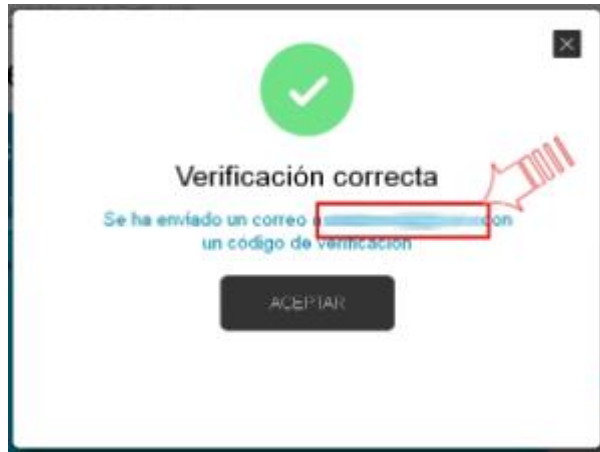 Verificación correcta
Se ha enviado un correo a con
un código de verificación
ACEPTAR